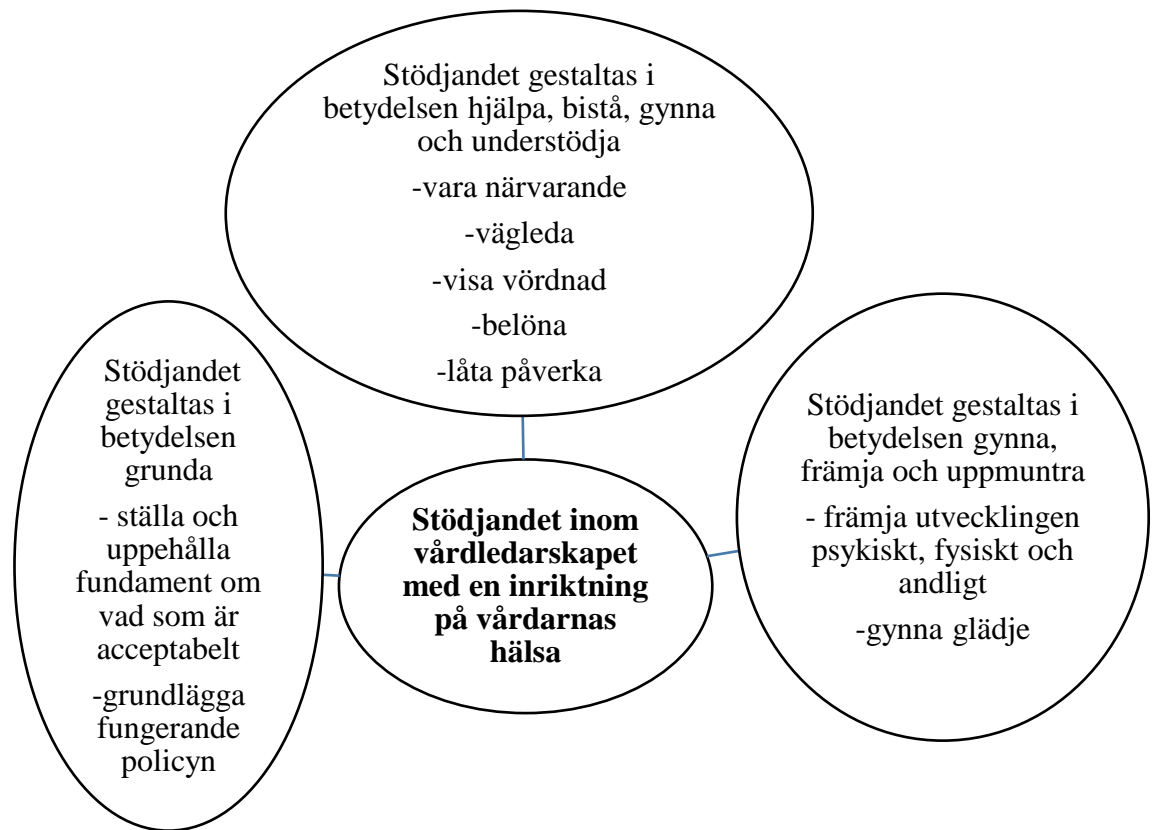 Stödjandet gestaltas i
betydelsen hjälpa, bistå, gynna
och understödja
-vara närvarande
-vägleda
-visa vördnad
-belöna
-låta påverka
Stödjandet
gestaltas i
betydelsen
grunda
- ställa och
uppehålla
fundament om
vad som är
acceptabelt
-grundlägga
fungerande
policyn
Stödjandet inom
vårdledarskapet
med en inriktning
på vårdarnas
hälsa
Stödjandet gestaltas i
betydelsen gynna,
främja och uppmuntra
- främja utvecklingen
psykiskt, fysiskt och
andligt
-gynna glädje